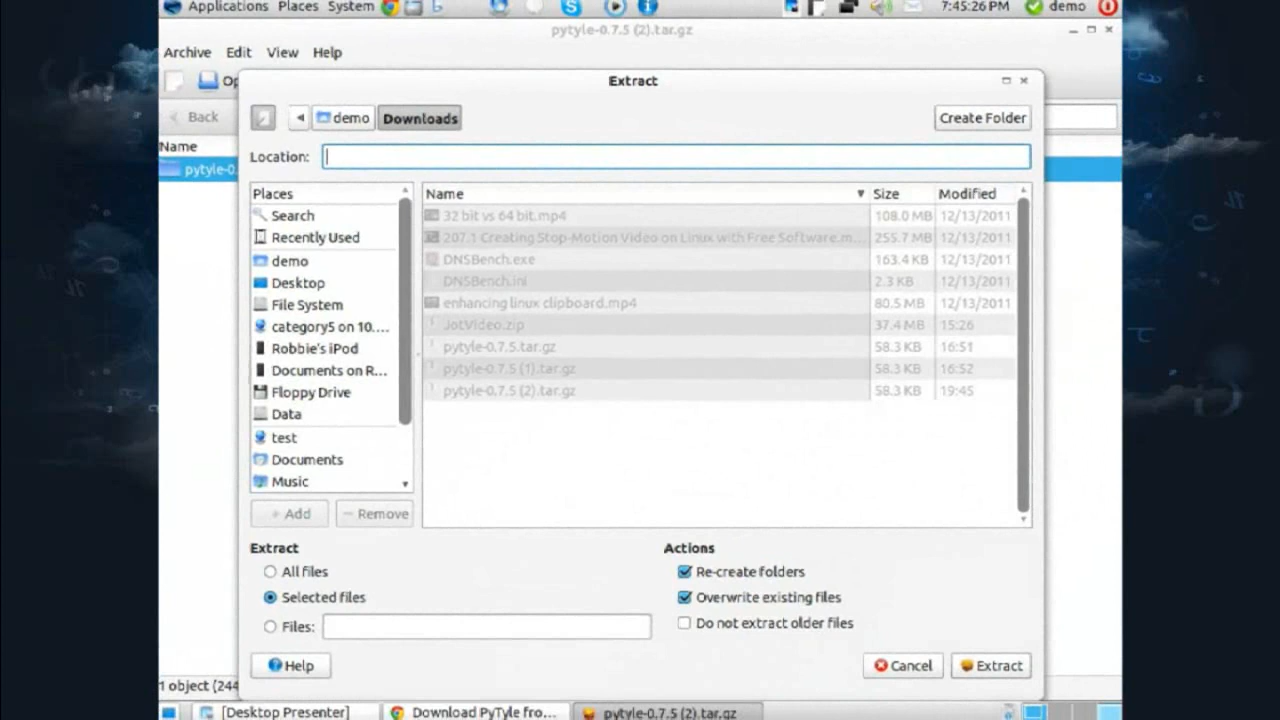 Applications Places System 7:45:26 PM demo
pytyle-0.7.5 (2).tar.gz
Archive Edit View Help
Extract
Back demo Downloads Create Folder
Location:
Name
pytyle-0.
Places Name Size Modified
Search 32 bit vs 64 bit.mp4 108.0 MB 12/13/2011
Recently Used 207.1 Creating Stop-Motion Video on Linux with Free Software.m... 255.7 MB 12/13/2011
demo DNSBench.exe 163.4 KB 12/13/2011
Desktop DNSBench.ini 2.3 KB 12/13/2011
File System enhancing linux clipboard.mp4 80.5 MB 12/13/2011
category5 on 10.... JotVideo.zip 37.4 MB 15:26
Robbie's iPod pytyle-0.7.5.tar.gz 58.3 KB 16:51
Documents on R... pytyle-0.7.5 (1).tar.gz 58.3 KB 16:52
Floppy Drive pytyle-0.7.5 (2).tar.gz 58.3 KB 19:45
Data
test
Documents
Music
+ Add − Remove
Extract Actions
All files Re-create folders
Selected files Overwrite existing files
Files: Do not extract older files
Help Cancel Extract
1 object (244
[Desktop Presenter] Download PyTyle fro... pytyle-0.7.5 (2).tar.gz